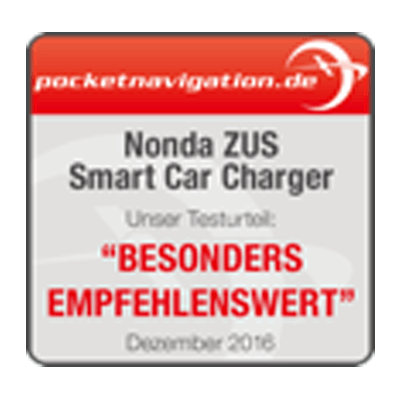 pocketnavigation.de
Nonda ZUS
Smart Car Charger
Unser Testurteil:
“BESONDERS
EMPFEHLENSWERT”
Dezember 2016